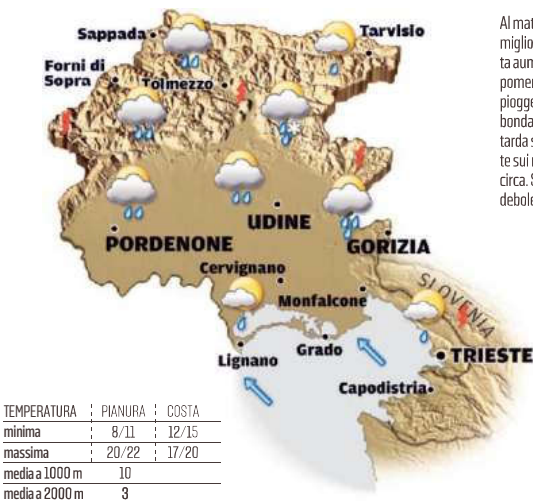 Sappada
Tarvisio
Forni di
Sopra
Tolmezzo
UDINE
PORDENONE
GORIZIA
Cervignano
SLOVENIA
Monfalcone
Grado
Lignano
TRIESTE
Capodistria
TEMPERATURA PIANURA COSTA
minima 8/11 12/15
massima 20/22 17/20
media a 1000 m 10
media a 2000 m 3
Al mat
miglio
ta aum
pomer
piogge
bonda
tarda s
te sui
circa. S
debole